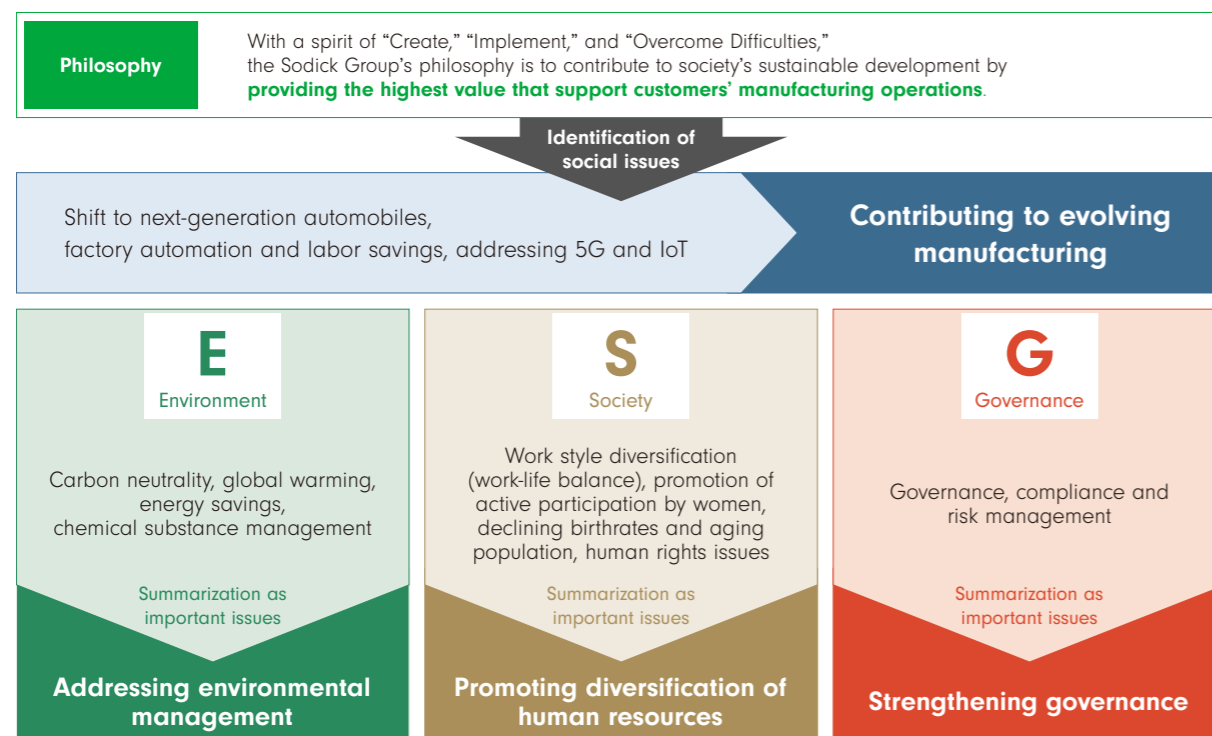 Philosophy
With a spirit of “Create,” “Implement,” and “Overcome Difficulties,”
the Sodick Group’s philosophy is to contribute to society’s sustainable development by
providing the highest value that support customers’ manufacturing operations.
Identification of
social issues
Shift to next-generation automobiles,
factory automation and labor savings, addressing 5G and IoT
Contributing to evolving
manufacturing
E
Environment
Carbon neutrality, global warming,
energy savings,
chemical substance management
Summarization as
important issues
Addressing environmental
management
S
Society
Work style diversification
(work-life balance), promotion of
active participation by women,
declining birthrates and aging
population, human rights issues
Summarization as
important issues
Promoting diversification of
human resources
G
Governance
Governance, compliance and
risk management
Summarization as
important issues
Strengthening governance